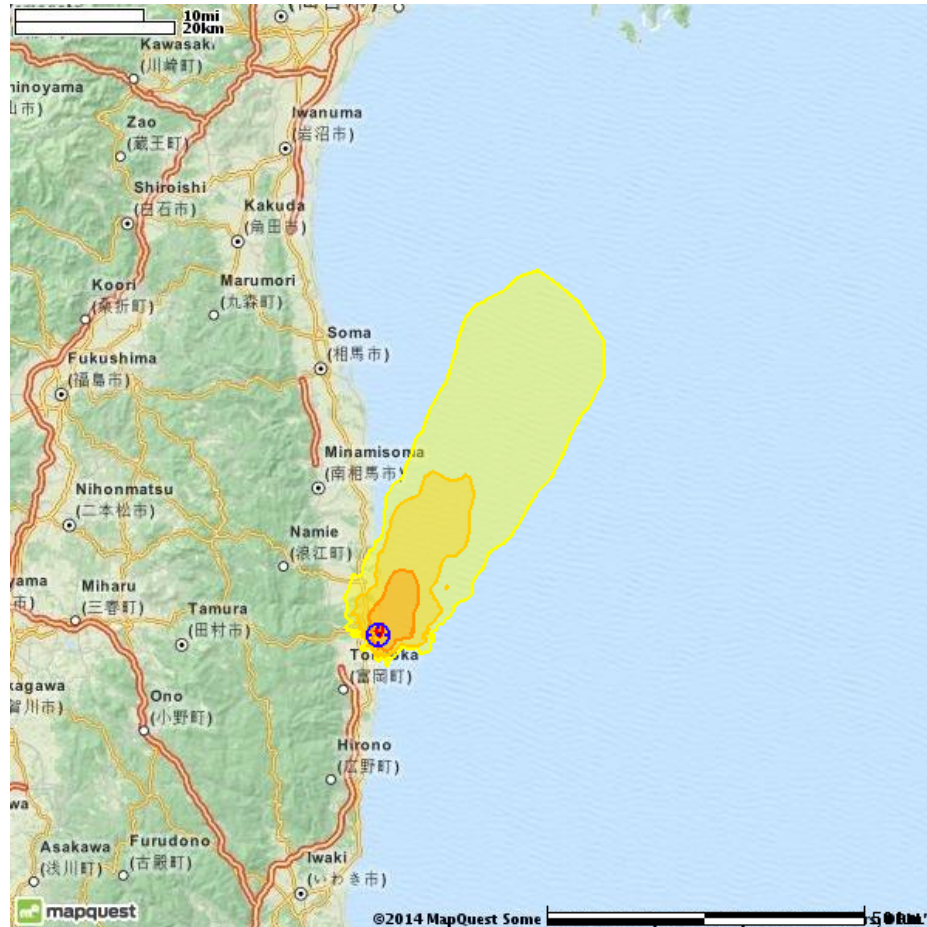 10mi
20km
Kawasaki
(川崎町)
Iwanuma
(岩沼市)
Zao
(蔵王町)
Shiroishi
(白石市)
Kakuda
(角田市)
Marumori
(丸森町)
Koori
(桑折町)
Soma
(相馬市)
Fukushima
(福島市)
Minamisoma
(南相馬市)
Nihonmatsu
(二本松市)
Namie
(浪江町)
Miharu
(三春町)
Tamura
(田村市)
(富岡町)
Ono
(小野町)
Hirono
(広野町)
Asakawa
(浅川町)
Furudono
(古殿町)
Iwaki
(いわき市)
mapquest
©2014 MapQuest Some